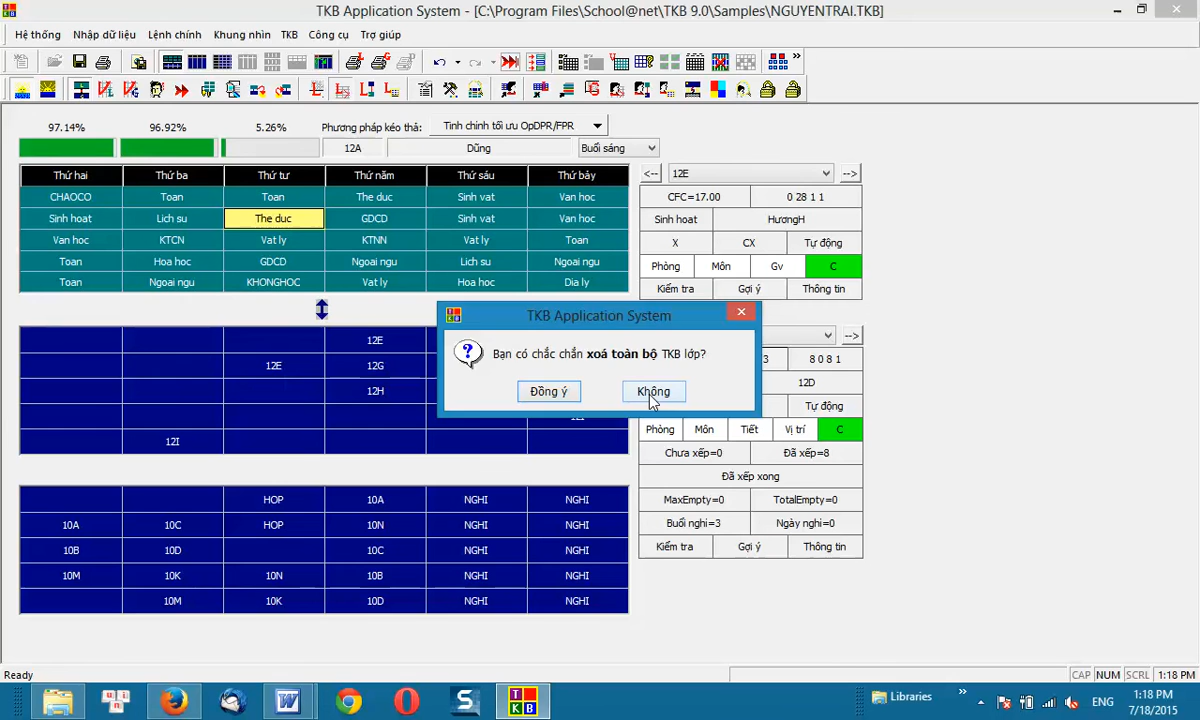 TKB Application System - [C:\Program Files\School@net\TKB 9.0\Samples\NGUYENTRAI.TKB]
Hệ thống Nhập dữ liệu Lệnh chính Khung nhìn TKB Công cụ Trợ giúp
97.14% 96.92% 5.26% Phương pháp kéo thả: Tinh chỉnh tối ưu OpDPR/FPR
12A Dũng Buổi sáng
Thứ hai Thứ ba Thứ tư Thứ năm Thứ sáu Thứ bảy
CHAOCO Toan Toan The duc Sinh vat Van hoc
Sinh hoat Lich su The duc GDCD Sinh vat Van hoc
Van hoc KTCN Vat ly KTNN Vat ly Toan
Toan Hoa hoc GDCD Ngoai ngu Lich su Ngoai ngu
Toan Ngoai ngu KHONGHOC Vat ly Hoa hoc Dia ly
<-- 12E -->
CFC=17.00 0 28 1 1
Sinh hoat HươngH
X CX Tự động
Phòng Môn Gv C
Kiểm tra Gợi ý Thông tin
TKB Application System
Bạn có chắc chắn xoá toàn bộ TKB lớp?
Đồng ý Không
12E
12E 12G
12H
12I
-->
3 8 0 8 1
12D
Tự động
Phòng Môn Tiết Vị trí C
Chưa xếp=0 Đã xếp=8
Đã xếp xong
MaxEmpty=0 TotalEmpty=0
Buổi nghỉ=3 Ngày nghỉ=0
Kiểm tra Gợi ý Thông tin
HOP 10A NGHI NGHI
10A 10C HOP 10N NGHI NGHI
10B 10D 10C NGHI NGHI
10M 10K 10N 10B NGHI NGHI
10M 10K 10D NGHI NGHI
Ready CAP NUM SCRL 1:18 PM
Libraries ENG 1:18 PM
7/18/2015